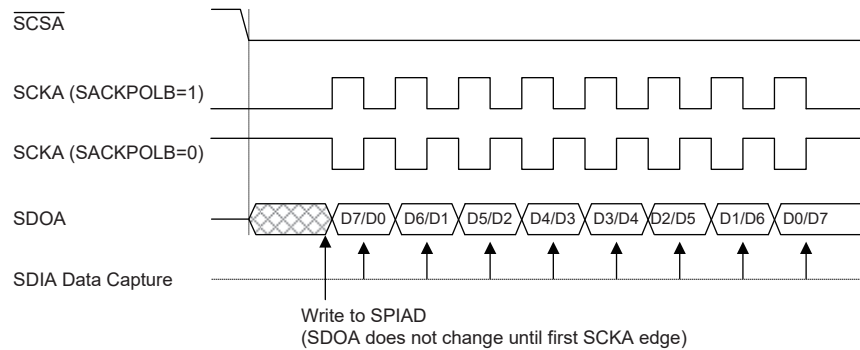 SCSA
SCKA (SACKPOLB=1)
SCKA (SACKPOLB=0)
SDOA
D7/D0 D6/D1 D5/D2 D4/D3 D3/D4 D2/D5 D1/D6 D0/D7
SDIA Data Capture
Write to SPIAD
(SDOA does not change until first SCKA edge)